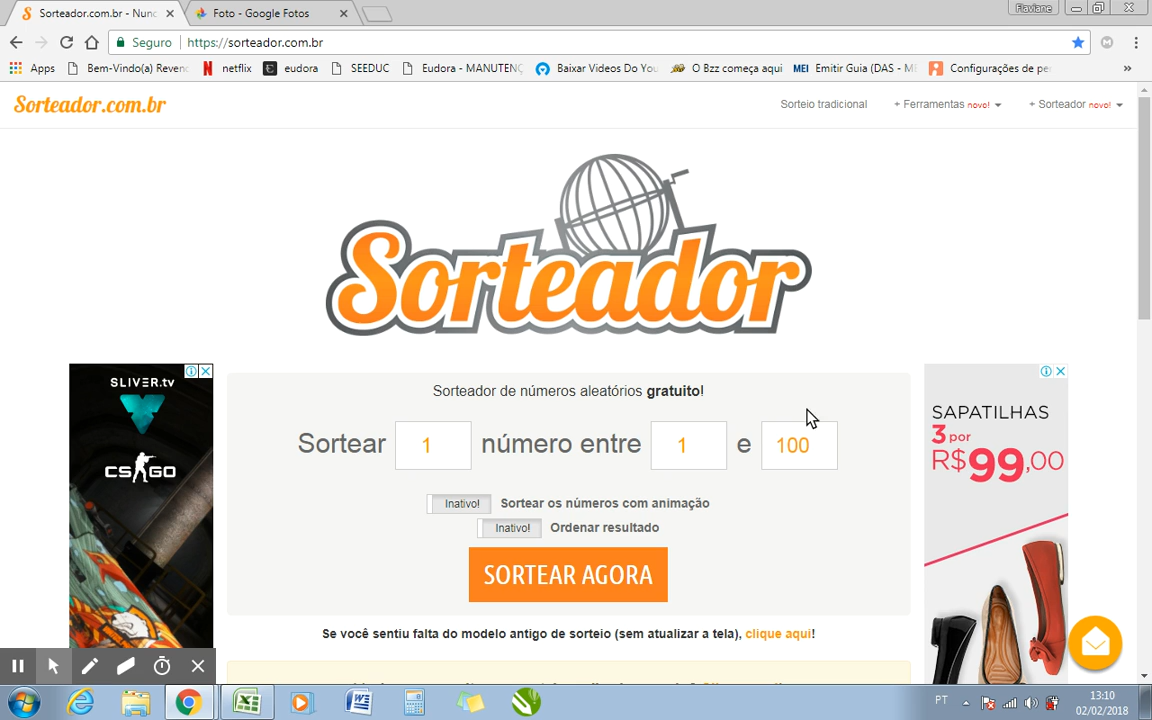 Sorteador.com.br - Nunc
Foto - Google Fotos
Flaviane
Seguro
https://sorteador.com.br
Apps
Bem-Vindo(a) Reven
netflix
eudora
SEEDUC
Eudora - MANUTENÇ
Baixar Videos Do You
O Bzz começa aqui
MEI Emitir Guia (DAS - ME
Configurações de per
»
Sorteador.com.br
Sorteio tradicional
+ Ferramentas novo!
+ Sorteador novo!
Sorteador
SLIVER.tv
CS:GO
Sorteador de números aleatórios gratuito!
Sortear 1 número entre 1 e 100
Inativo! Sortear os números com animação
Inativo! Ordenar resultado
SORTEAR AGORA
Se você sentiu falta do modelo antigo de sorteio (sem atualizar a tela), clique aqui!
SAPATILHAS
3 por
R$99,00
PT
13:10
02/02/2018